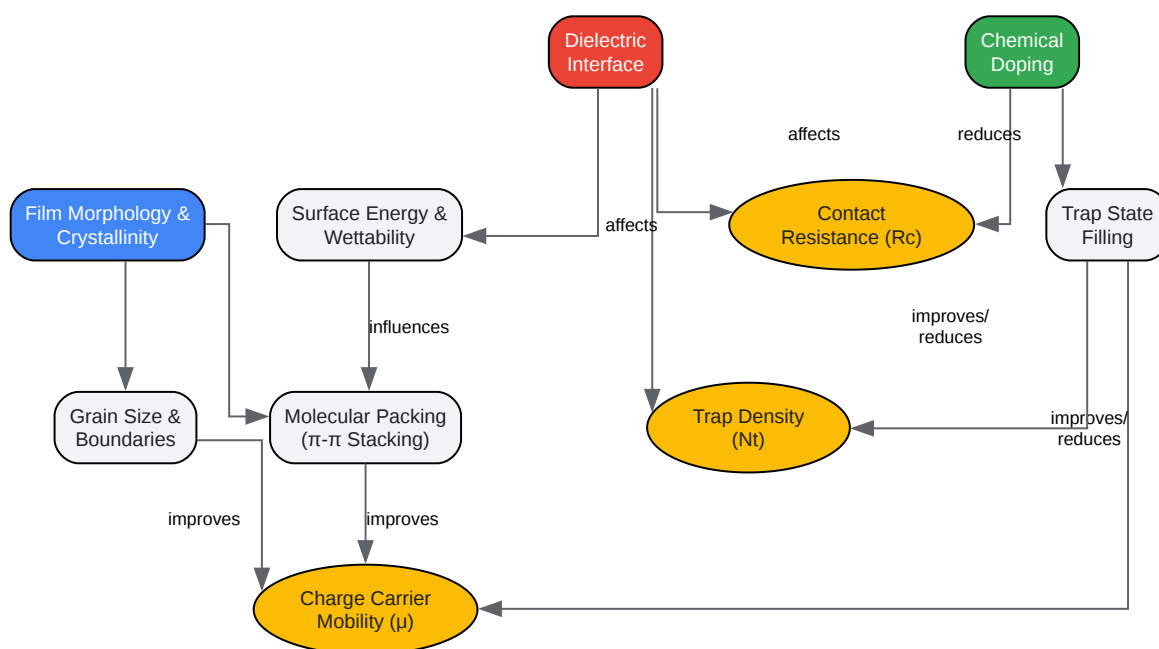 Dielectric
Interface
Chemical
Doping
affects
reduces
Film Morphology &
Crystallinity
Surface Energy &
Wettability
affects
Contact
Resistance (Rc)
Trap State
Filling
influences
improves/
reduces
Grain Size &
Boundaries
Molecular Packing
(π-π Stacking)
Trap Density
(Nt)
improves/
reduces
improves
improves
Charge Carrier
Mobility (μ)